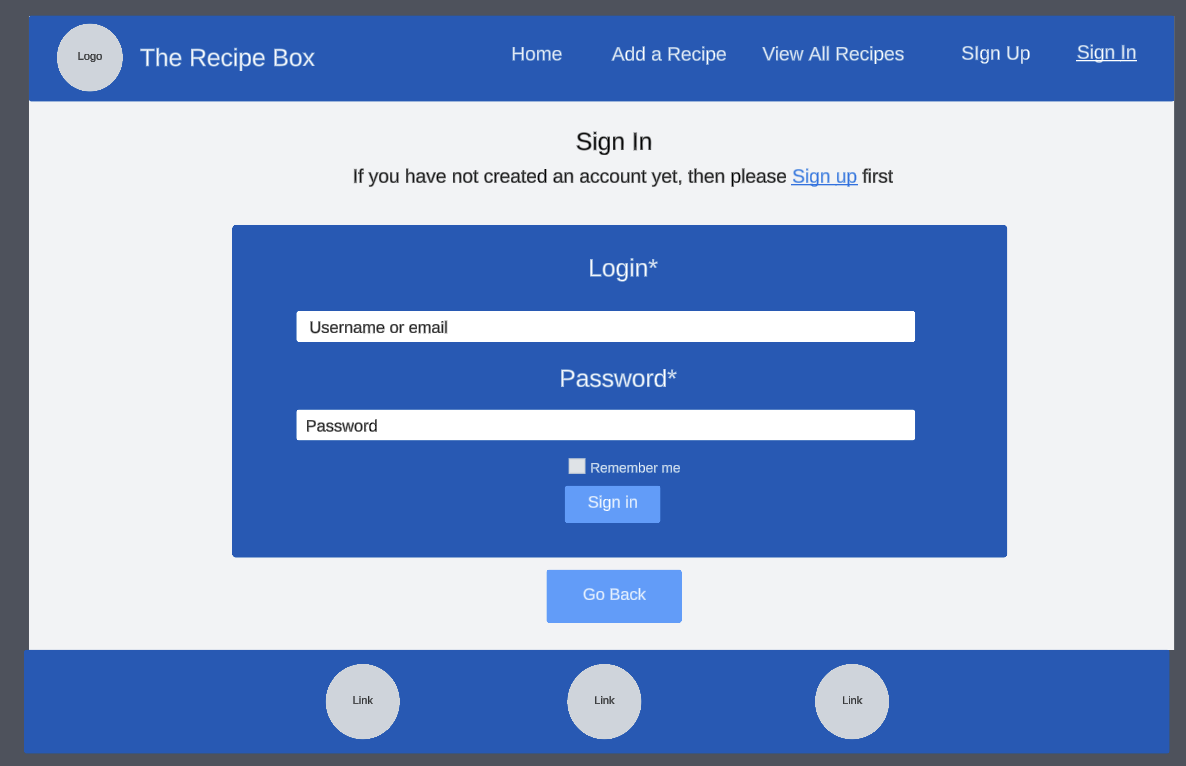 Logo
The Recipe Box
Home
Add a Recipe
View All Recipes
SIgn Up
Sign In
Sign In
If you have not created an account yet, then please Sign up first
Login*
Username or email
Password*
Password
Remember me
Sign in
Go Back
Link
Link
Link